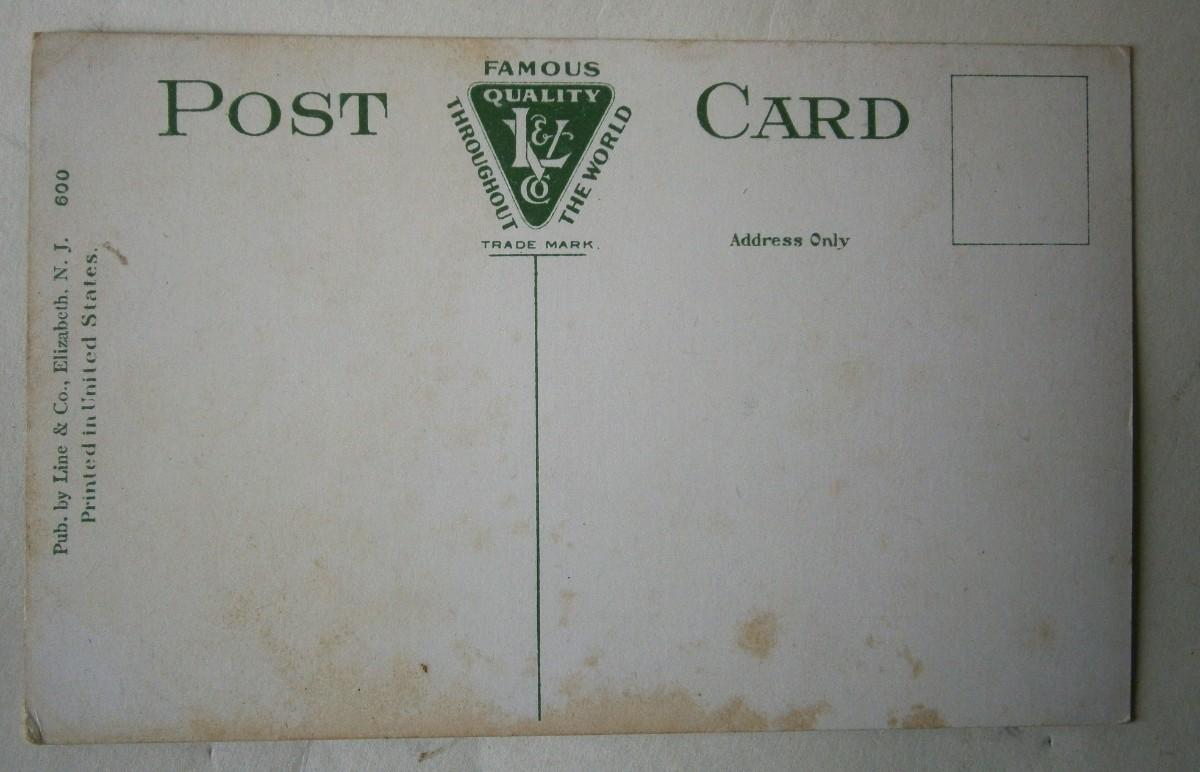 POST CARD
FAMOUS
QUALITY
THROUGHOUT
THE WORLD
L & Co
TRADE MARK.
Address Only
Pub. by Line & Co., Elizabeth, N. J. 600
Printed in United States.